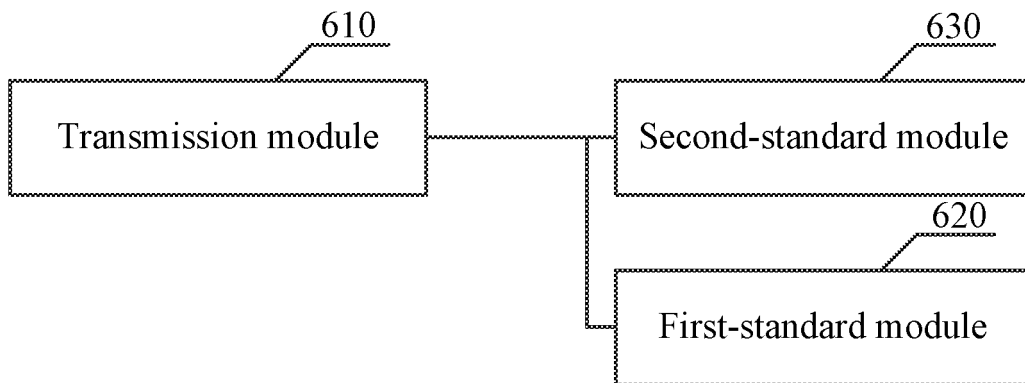 610
Transmission module
630
Second-standard module
620
First-standard module